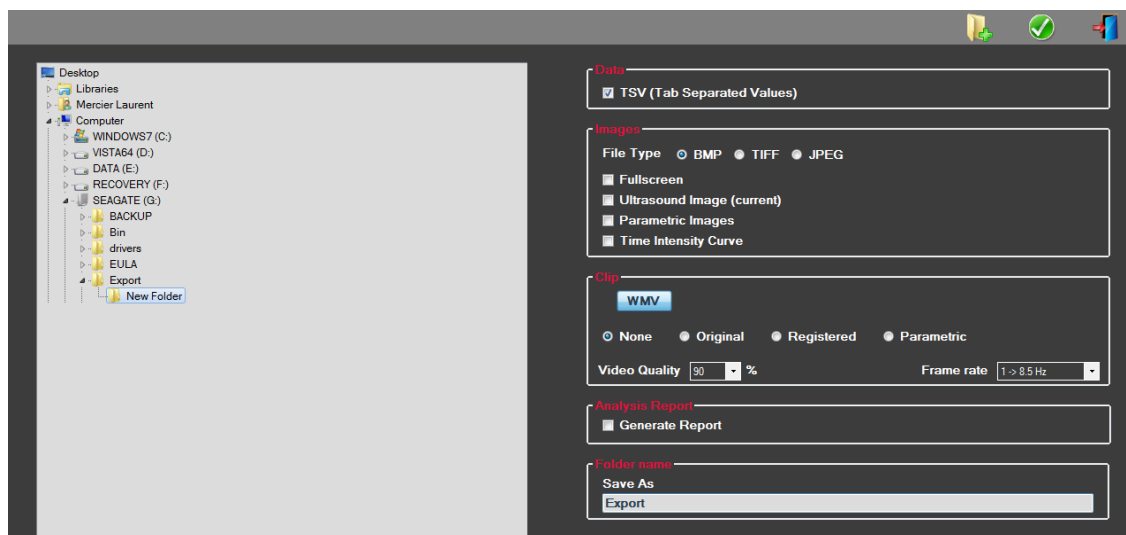 Desktop
Libraries
Mercier Laurent
Computer
WINDOWS7 (C:)
VISTA64 (D:)
DATA (E:)
RECOVERY (F:)
SEAGATE (G:)
BACKUP
Bin
drivers
EULA
Export
New Folder
Data
TSV (Tab Separated Values)
Images
File Type BMP TIFF JPEG
Fullscreen
Ultrasound Image (current)
Parametric Images
Time Intensity Curve
Clip
WMV
None Original Registered Parametric
Video Quality 90 % Frame rate 1 -> 8.5 Hz
Analysis Report
Generate Report
Folder name
Save As
Export